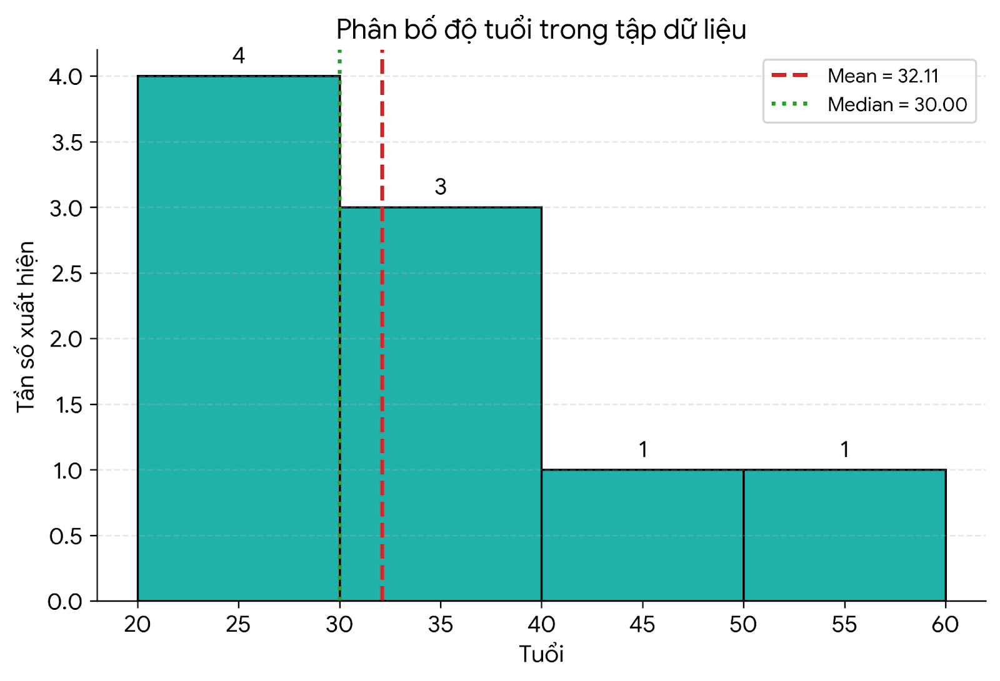 Phân bố độ tuổi trong tập dữ liệu
Mean = 32.11
Median = 30.00
4
3
1
1
Tần số xuất hiện
4.0
3.5
3.0
2.5
2.0
1.5
1.0
0.5
0.0
20 25 30 35 40 45 50 55 60
Tuổi